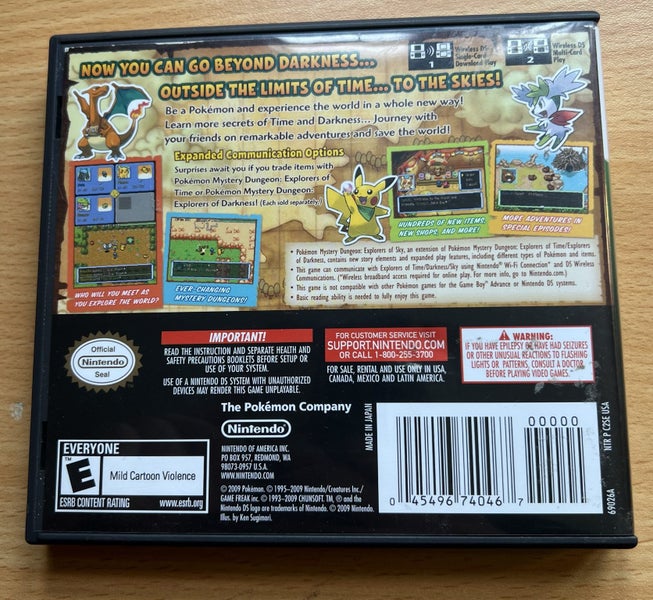 Wireless DS
Single-Card
Download Play
1
Wireless DS
Multi-Card
Play
2
NOW YOU CAN GO BEYOND DARKNESS...
OUTSIDE THE LIMITS OF TIME... TO THE SKIES!
Be a Pokémon and experience the world in a whole new way!
Learn more secrets of Time and Darkness... Journey with
your friends on remarkable adventures and save the world!
Expanded Communication Options
Surprises await you if you trade items with
Pokémon Mystery Dungeon: Explorers of
Time or Pokémon Mystery Dungeon:
Explorers of Darkness! (Each sold separately)
HUNDREDS OF NEW ITEMS,
NEW SHOPS, AND MORE!
MORE ADVENTURES IN
SPECIAL EPISODES!
WHO WILL YOU MEET AS
YOU EXPLORE THE WORLD?
EVER-CHANGING
MYSTERY DUNGEONS!
• Pokémon Mystery Dungeon: Explorers of Sky, an extension of Pokémon Mystery Dungeon: Explorers of Time/Explorers
of Darkness, contains new story elements and expanded play features, including different types of Pokémon and items.
• This game can communicate with Explorers of Time/Darkness/Sky using Nintendo® Wi-Fi Connection* and DS Wireless
Communications. (*Wireless broadband access required for online play. For more info, go to Nintendo.com.)
• This game is not compatible with other Pokémon games for the Game Boy® Advance or Nintendo DS systems.
• Basic reading ability is needed to fully enjoy this game.
Official
Nintendo
Seal
IMPORTANT!
READ THE INSTRUCTION AND SEPARATE HEALTH AND
SAFETY PRECAUTIONS BOOKLETS BEFORE SETUP OR
USE OF YOUR SYSTEM.
USE OF A NINTENDO DS SYSTEM WITH UNAUTHORIZED
DEVICES MAY RENDER THIS GAME UNPLAYABLE.
FOR CUSTOMER SERVICE VISIT
SUPPORT.NINTENDO.COM
OR CALL 1-800-255-3700
FOR SALE, RENTAL AND USE ONLY IN USA,
CANADA, MEXICO AND LATIN AMERICA.
WARNING:
IF YOU HAVE EPILEPSY OR HAVE HAD SEIZURES
OR OTHER UNUSUAL REACTIONS TO FLASHING
LIGHTS OR PATTERNS, CONSULT A DOCTOR
BEFORE PLAYING VIDEO GAMES.
The Pokémon Company
Nintendo
NINTENDO OF AMERICA INC.
PO BOX 957, REDMOND, WA
98073-0957 U.S.A.
WWW.NINTENDO.COM
© 2009 Pokémon. © 1995–2009 Nintendo/Creatures Inc./
GAME FREAK inc. © 1993–2009 CHUNSOFT. TM, ® and the
Nintendo DS logo are trademarks of Nintendo. © 2009 Nintendo.
Illus. by Ken Sugimori.
EVERYONE
E
Mild Cartoon Violence
ESRB CONTENT RATING
www.esrb.org
MADE IN JAPAN
00000
0 45496 74046 7
NTR P C2SE USA
69026A